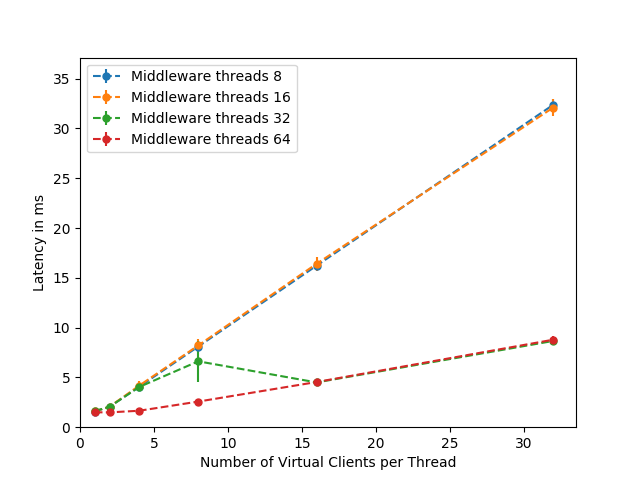 Middleware threads 8
Middleware threads 16
Middleware threads 32
Middleware threads 64
35
30
25
20
15
10
5
0
Latency in ms
0 5 10 15 20 25 30
Number of Virtual Clients per Thread